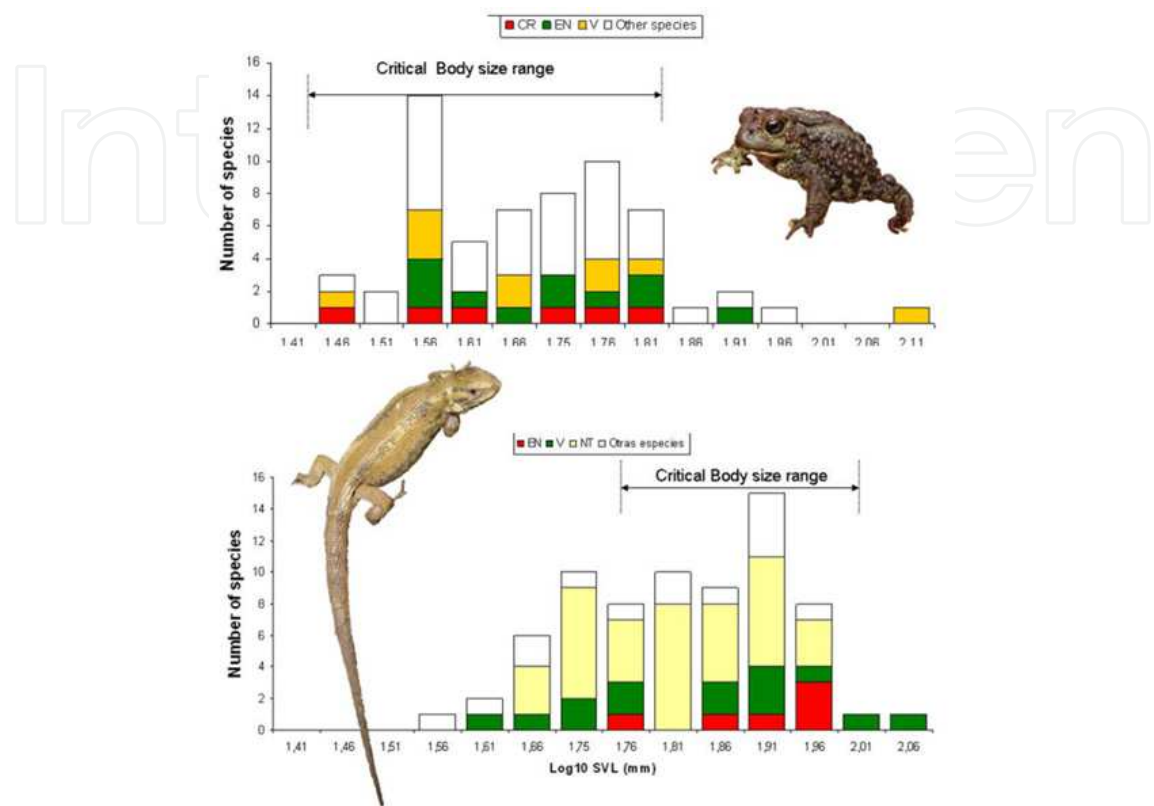 CR EN V Other species
Critical Body size range
Number of species
16
14
12
10
8
6
4
2
0
1,41 1,46 1,51 1,56 1,61 1,66 1,75 1,76 1,81 1,86 1,91 1,96 2,01 2,06 2,11
EN V NT Otras especies
Critical Body size range
Number of species
16
14
12
10
8
6
4
2
0
1,41 1,46 1,51 1,56 1,61 1,66 1,75 1,76 1,81 1,86 1,91 1,96 2,01 2,06
Log10 SVL (mm)